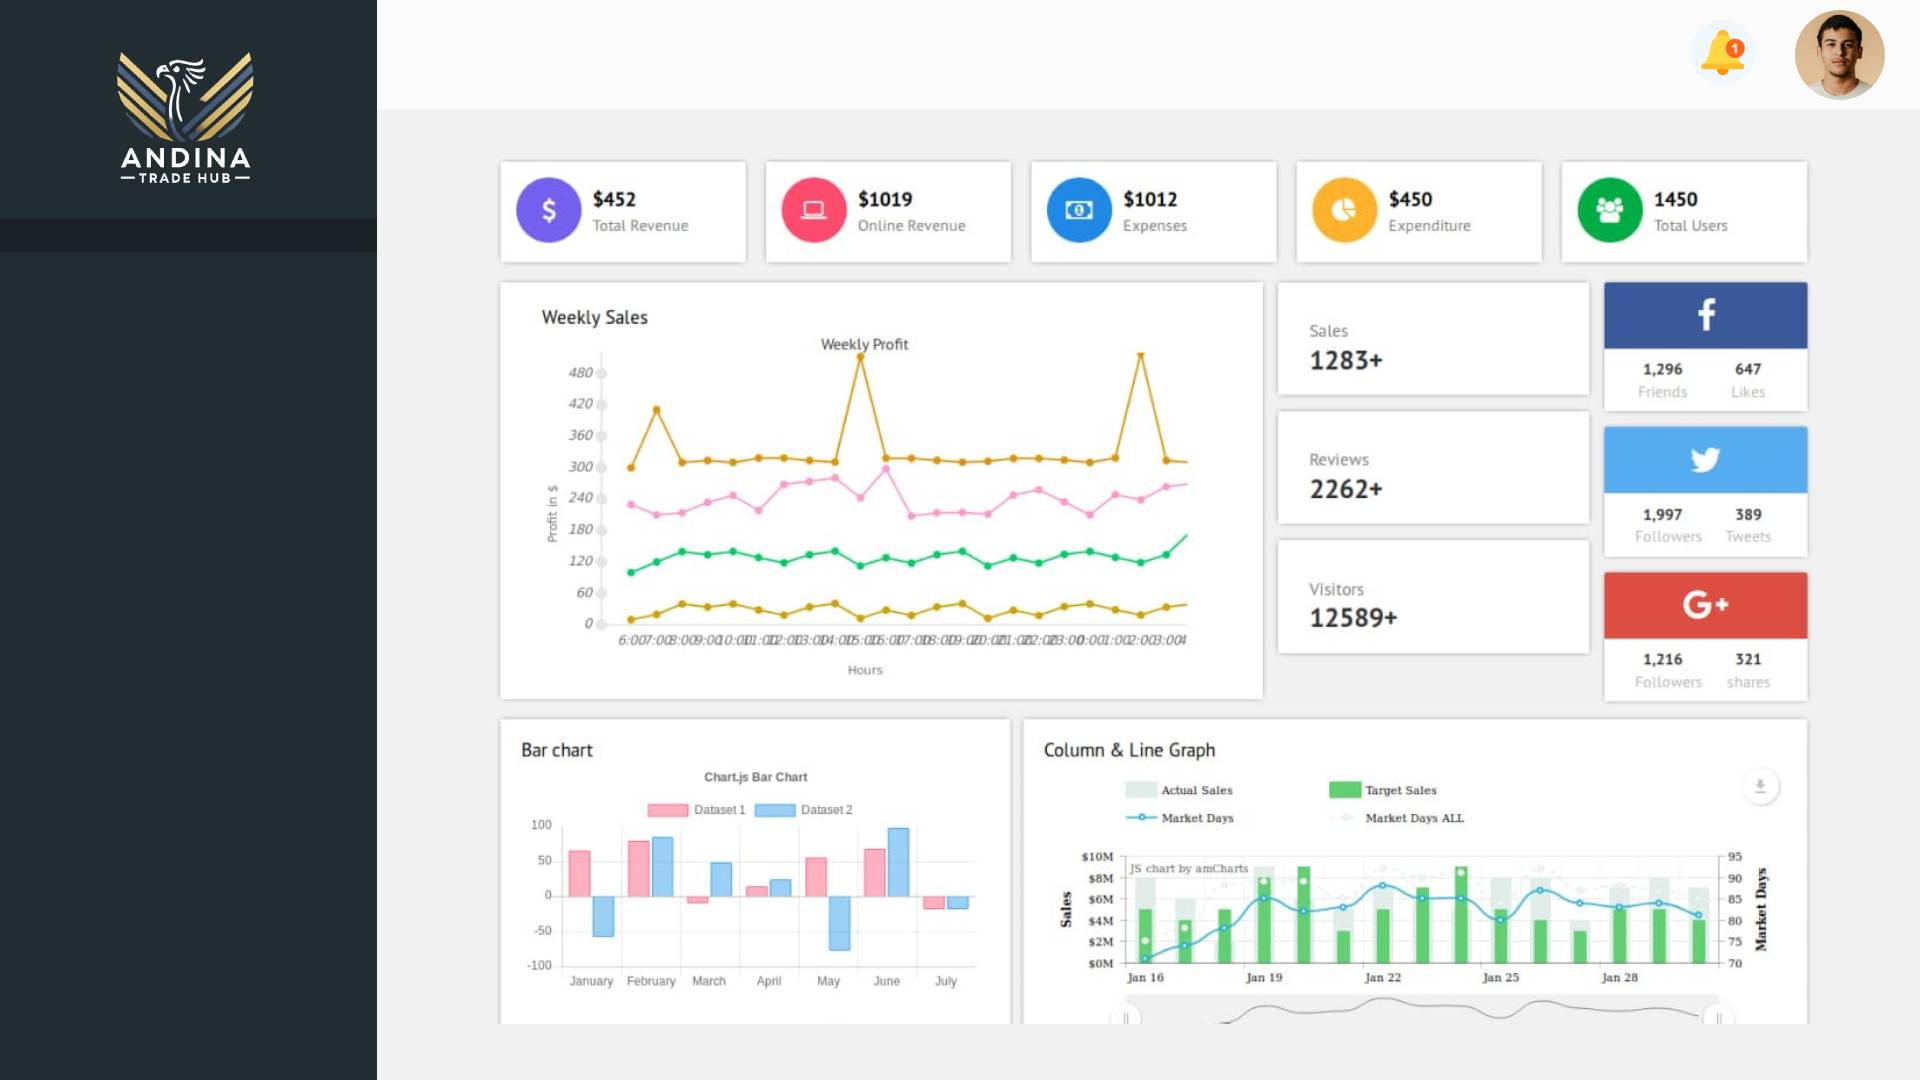 ANDINA
TRADE HUB
1
$452
Total Revenue
$1019
Online Revenue
$1012
Expenses
$450
Expenditure
1450
Total Users
Weekly Sales
Weekly Profit
480
420
360
300
240
180
120
60
0
Profit in $
6:00 7:00 8:00 9:00 10:00 11:00 12:00 13:00 14:00 15:00 16:00 17:00 18:00 19:00 20:00 21:00 22:00 23:00 0:00 1:00 2:00 3:00 4
Hours
Sales
1283+
Reviews
2262+
Visitors
12589+
1,296 647
Friends Likes
1,997 389
Followers Tweets
G+
1,216 321
Followers shares
Bar chart
Chart.js Bar Chart
Dataset 1 Dataset 2
100
50
0
-50
-100
January February March April May June July
Column & Line Graph
Actual Sales Target Sales
Market Days Market Days ALL
JS chart by amCharts
$10M
$8M
$6M
$4M
$2M
$0M
Sales
95
90
85
80
75
70
Market Days
Jan 16 Jan 19 Jan 22 Jan 25 Jan 28